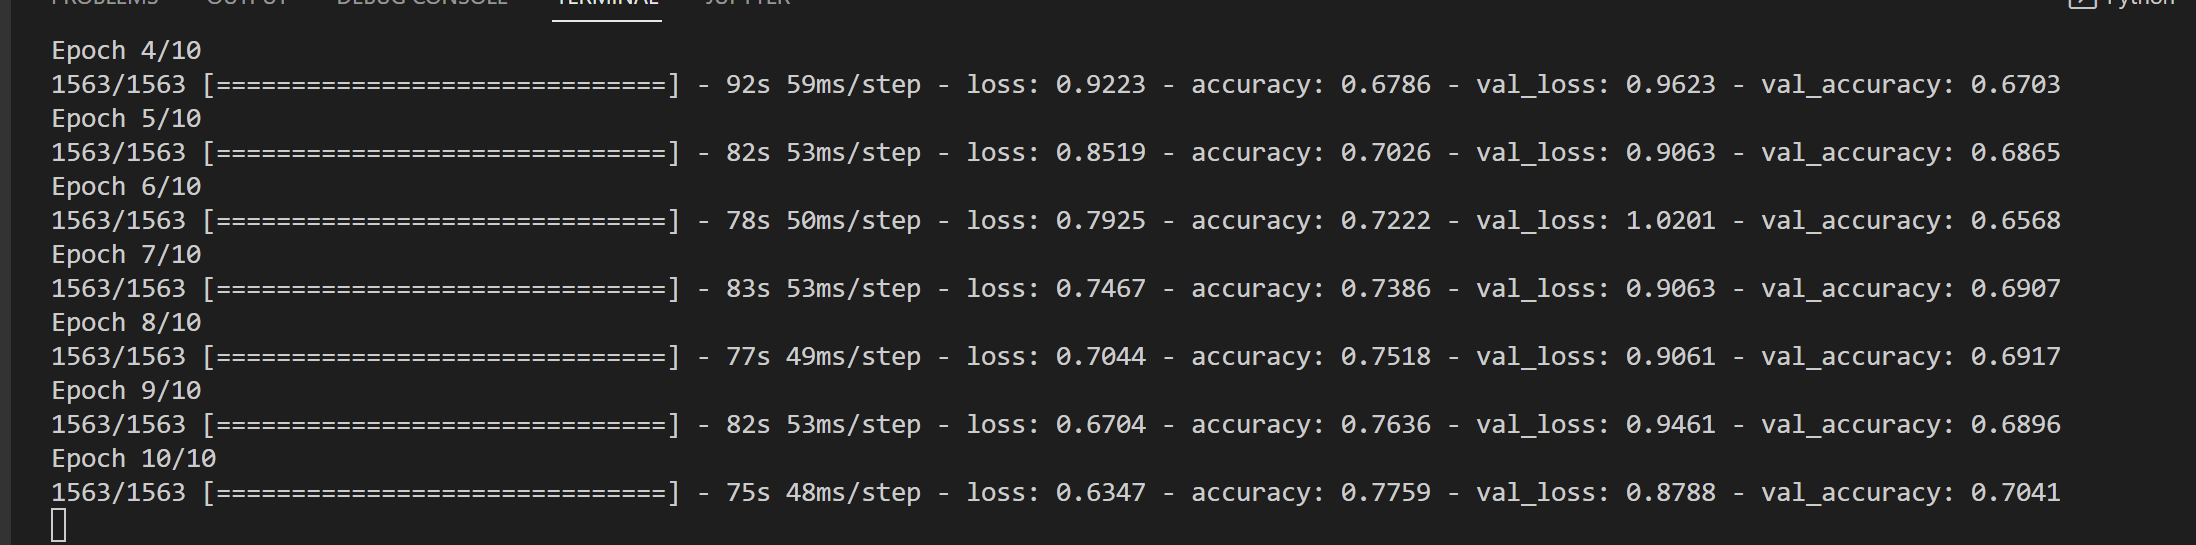 PROBLEMS OUTPUT DEBUG CONSOLE TERMINAL JUPYTER Python
Epoch 4/10
1563/1563 [==============================] - 92s 59ms/step - loss: 0.9223 - accuracy: 0.6786 - val_loss: 0.9623 - val_accuracy: 0.6703
Epoch 5/10
1563/1563 [==============================] - 82s 53ms/step - loss: 0.8519 - accuracy: 0.7026 - val_loss: 0.9063 - val_accuracy: 0.6865
Epoch 6/10
1563/1563 [==============================] - 78s 50ms/step - loss: 0.7925 - accuracy: 0.7222 - val_loss: 1.0201 - val_accuracy: 0.6568
Epoch 7/10
1563/1563 [==============================] - 83s 53ms/step - loss: 0.7467 - accuracy: 0.7386 - val_loss: 0.9063 - val_accuracy: 0.6907
Epoch 8/10
1563/1563 [==============================] - 77s 49ms/step - loss: 0.7044 - accuracy: 0.7518 - val_loss: 0.9061 - val_accuracy: 0.6917
Epoch 9/10
1563/1563 [==============================] - 82s 53ms/step - loss: 0.6704 - accuracy: 0.7636 - val_loss: 0.9461 - val_accuracy: 0.6896
Epoch 10/10
1563/1563 [==============================] - 75s 48ms/step - loss: 0.6347 - accuracy: 0.7759 - val_loss: 0.8788 - val_accuracy: 0.7041